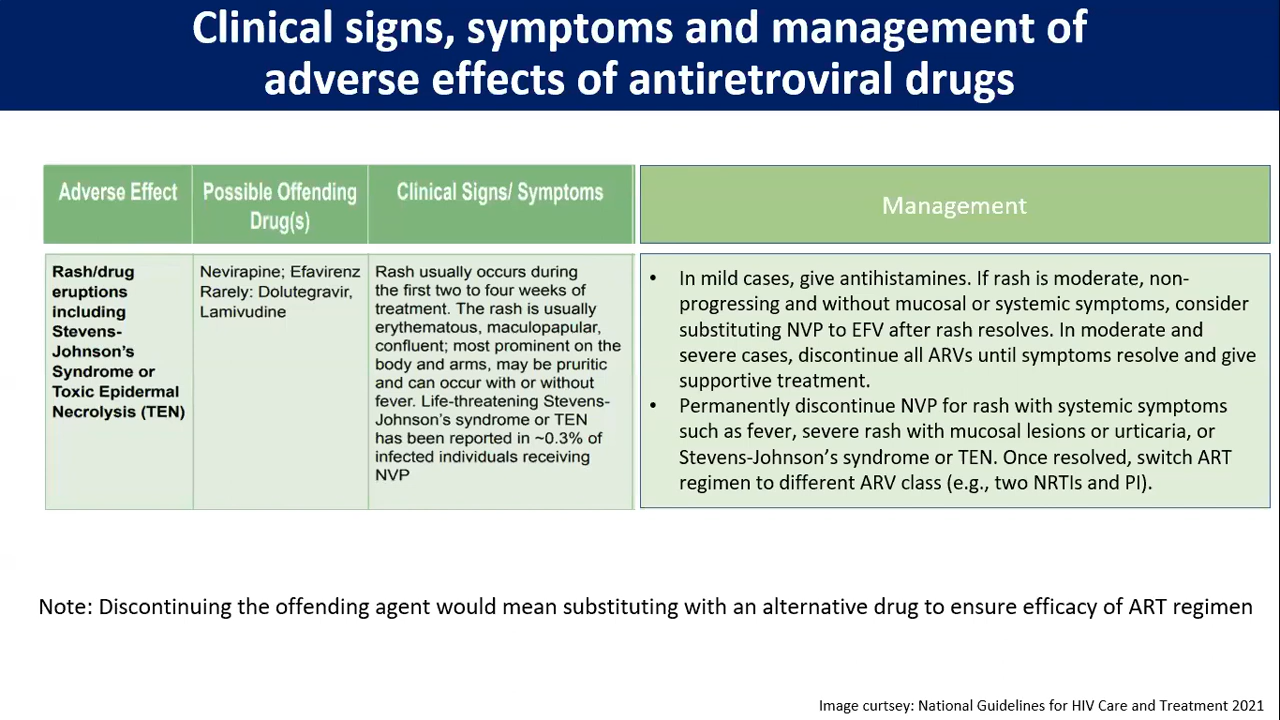 Clinical signs, symptoms and management of
adverse effects of antiretroviral drugs
Adverse Effect
Possible Offending
Drug(s)
Clinical Signs/ Symptoms
Management
Rash/drug
eruptions
including
Stevens-
Johnson's
Syndrome or
Toxic Epidermal
Necrolysis (TEN)
Nevirapine; Efavirenz
Rarely: Dolutegravir,
Lamivudine
Rash usually occurs during
the first two to four weeks of
treatment. The rash is usually
erythematous, maculopapular,
confluent; most prominent on the
body and arms, may be pruritic
and can occur with or without
fever. Life-threatening Stevens-
Johnson's syndrome or TEN
has been reported in ~0.3% of
infected individuals receiving
NVP
• In mild cases, give antihistamines. If rash is moderate, non-
progressing and without mucosal or systemic symptoms, consider
substituting NVP to EFV after rash resolves. In moderate and
severe cases, discontinue all ARVs until symptoms resolve and give
supportive treatment.
• Permanently discontinue NVP for rash with systemic symptoms
such as fever, severe rash with mucosal lesions or urticaria, or
Stevens-Johnson's syndrome or TEN. Once resolved, switch ART
regimen to different ARV class (e.g., two NRTIs and PI).
Note: Discontinuing the offending agent would mean substituting with an alternative drug to ensure efficacy of ART regimen
Image curtsey: National Guidelines for HIV Care and Treatment 2021